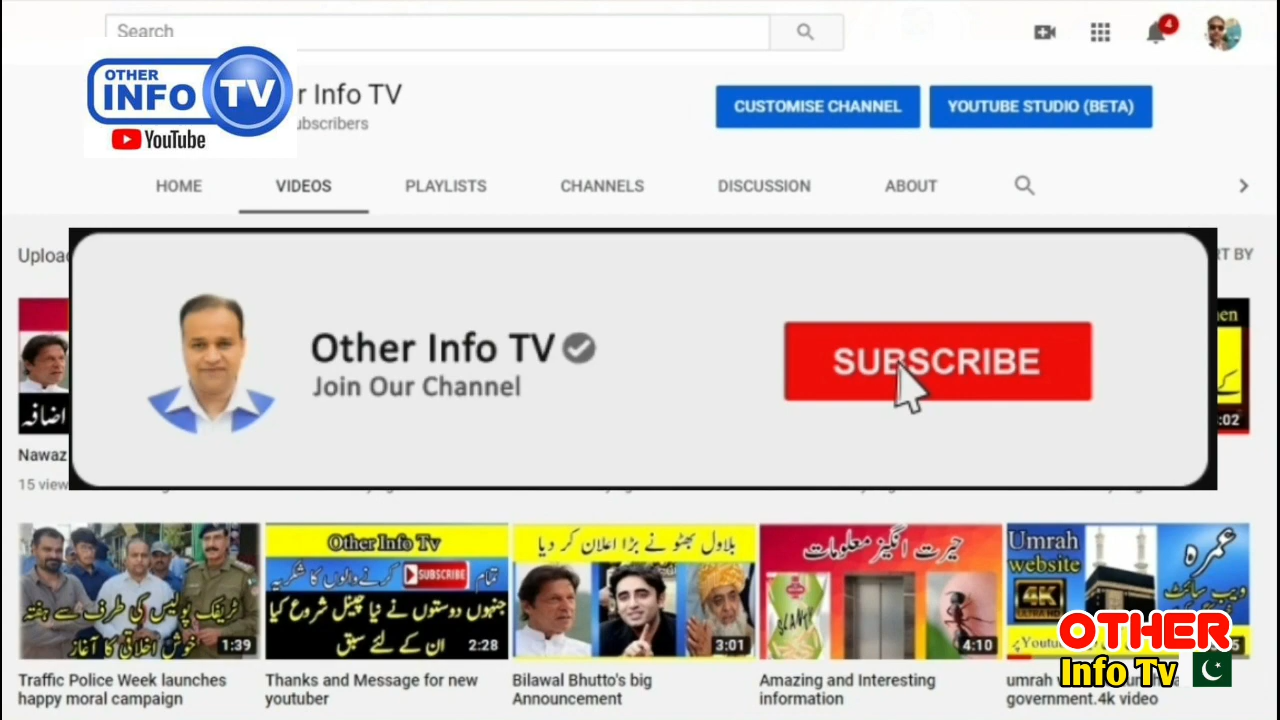 Search
4
OTHER
INFO TV
YouTube
r Info TV
ubscribers
CUSTOMISE CHANNEL
YOUTUBE STUDIO (BETA)
HOME
VIDEOS
PLAYLISTS
CHANNELS
DISCUSSION
ABOUT
RT BY
Other Info TV
Join Our Channel
SUBSCRIBE
اضافہ
:02
Nawaz
15 view
ٹریفک پولیس کی طرف سے ہفتہ
خوش اخلاقی کا آغاز
1:39
Traffic Police Week launches
happy moral campaign
Other Info Tv
تمام SUBSCRIBE کرنے والوں کا شکریہ
جنہوں دوستوں نے نیا چینل شروع کیا
ان کے لئے سبق
2:28
Thanks and Message for new
youtuber
بلاول بھٹو نے بڑا اعلان کر دیا
3:01
Bilawal Bhutto's big
Announcement
حیرت انگیز معلومات
SLANTY
4:10
Amazing and Interesting
information
Umrah
website
عمرہ
ویب سائٹ
4K
ULTRA HD
umrah
government.4k video
OTHER
Info Tv